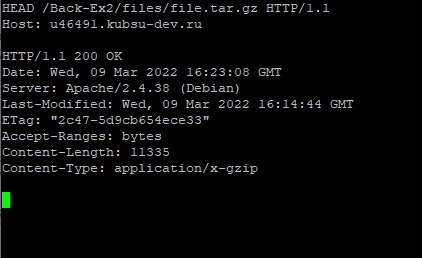 HEAD /Back-Ex2/files/file.tar.gz HTTP/1.1
Host: u46491.kubsu-dev.ru
HTTP/1.1 200 OK
Date: Wed, 09 Mar 2022 16:23:08 GMT
Server: Apache/2.4.38 (Debian)
Last-Modified: Wed, 09 Mar 2022 16:14:44 GMT
ETag: "2c47-5d9cb654ece33"
Accept-Ranges: bytes
Content-Length: 11335
Content-Type: application/x-gzip